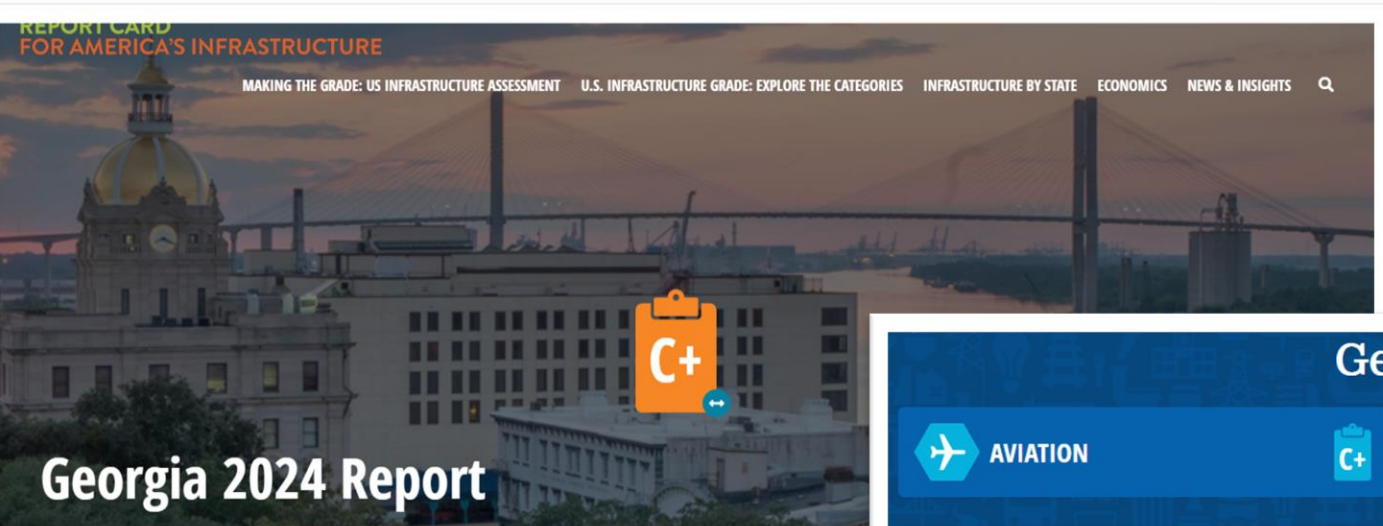 REPORT CARD
FOR AMERICA'S INFRASTRUCTURE
MAKING THE GRADE: US INFRASTRUCTURE ASSESSMENT U.S. INFRASTRUCTURE GRADE: EXPLORE THE CATEGORIES INFRASTRUCTURE BY STATE ECONOMICS NEWS & INSIGHTS
C+
Georgia 2024 Report
Ge
AVIATION C+